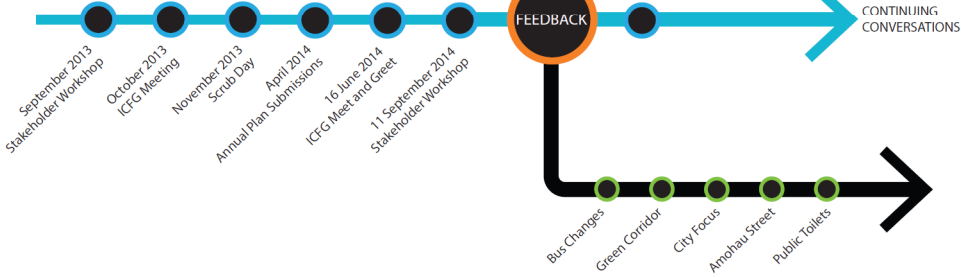 CONTINUING
CONVERSATIONS
FEEDBACK
September 2013
Stakeholder Workshop
October 2013
ICFG Meeting
November 2013
Scrub Day
April 2014
Annual Plan Submissions
16 June 2014
ICFG Meet and Greet
11 September 2014
Stakeholder Workshop
Bus Changes
Green Corridor
City Focus
Amohau Street
Public Toilets